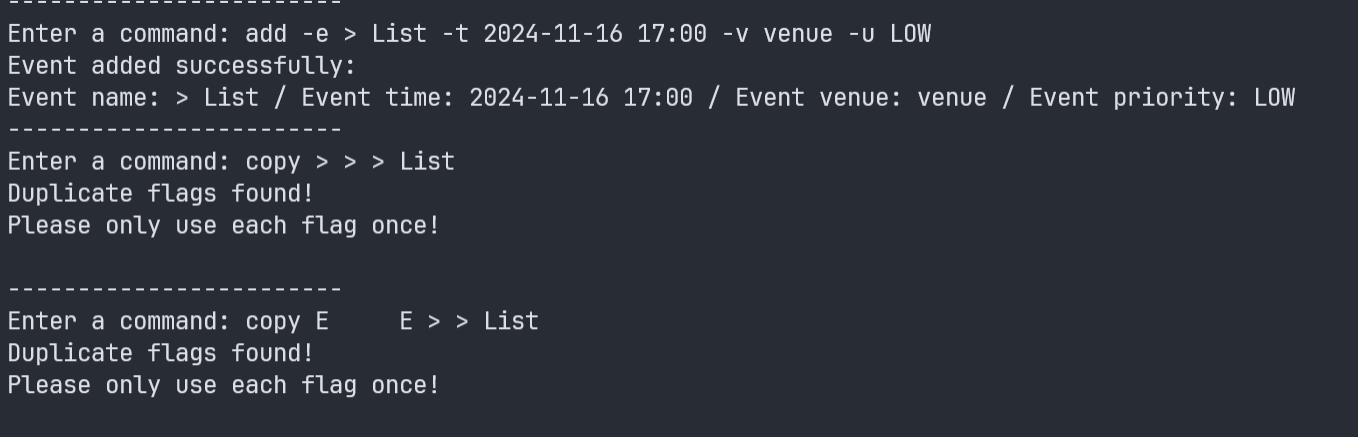 ------------------------
Enter a command: add -e > List -t 2024-11-16 17:00 -v venue -u LOW
Event added successfully:
Event name: > List / Event time: 2024-11-16 17:00 / Event venue: venue / Event priority: LOW
------------------------
Enter a command: copy > > > List
Duplicate flags found!
Please only use each flag once!
------------------------
Enter a command: copy E     E > > List
Duplicate flags found!
Please only use each flag once!